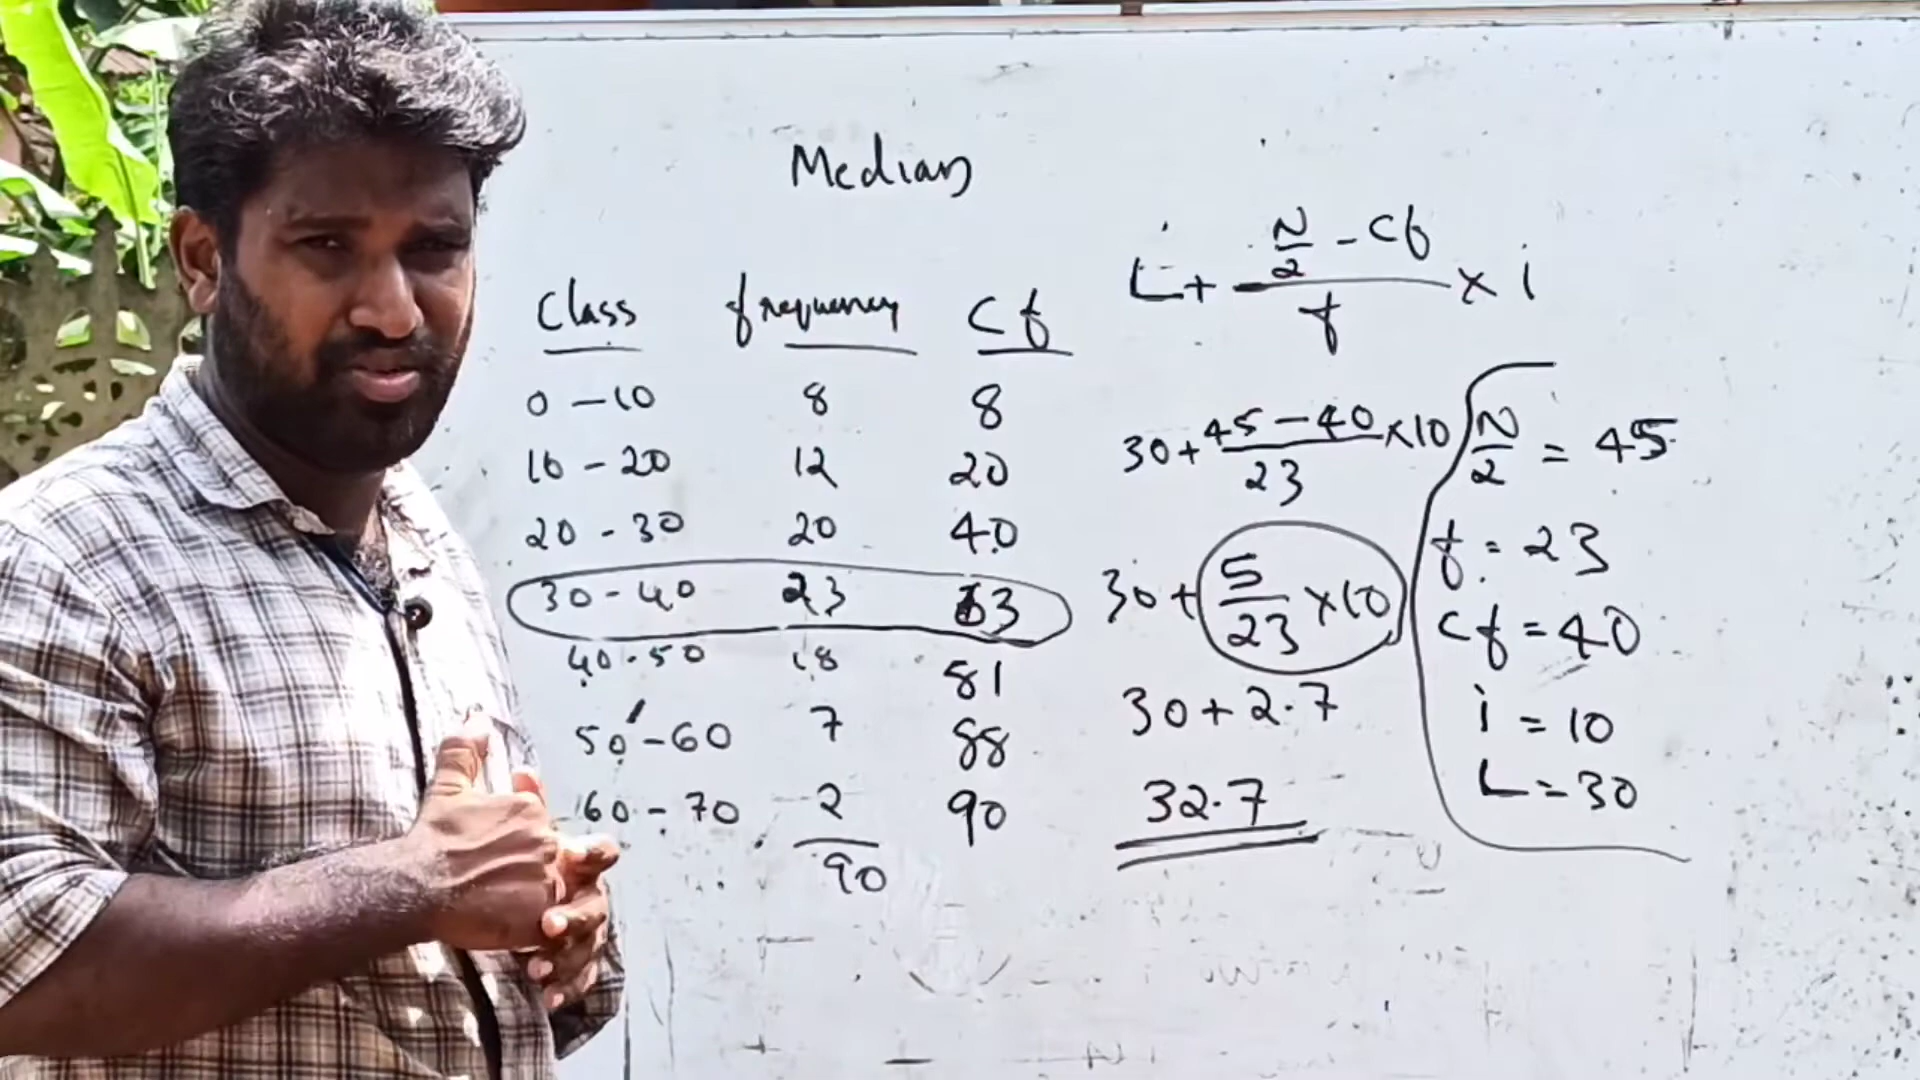 Median
Class frequency Cf
0 - 10 8 8
10 - 20 12 20
20 - 30 20 40
30 - 40 23 63
40 - 50 18 81
50 - 60 7 88
60 - 70 2 90
90
L + (N/2 - Cf)/f × i
30 + (45 - 40)/23 × 10
30 + 5/23 × 10
30 + 2.7
32.7
N/2 = 45
f = 23
Cf = 40
i = 10
L = 30